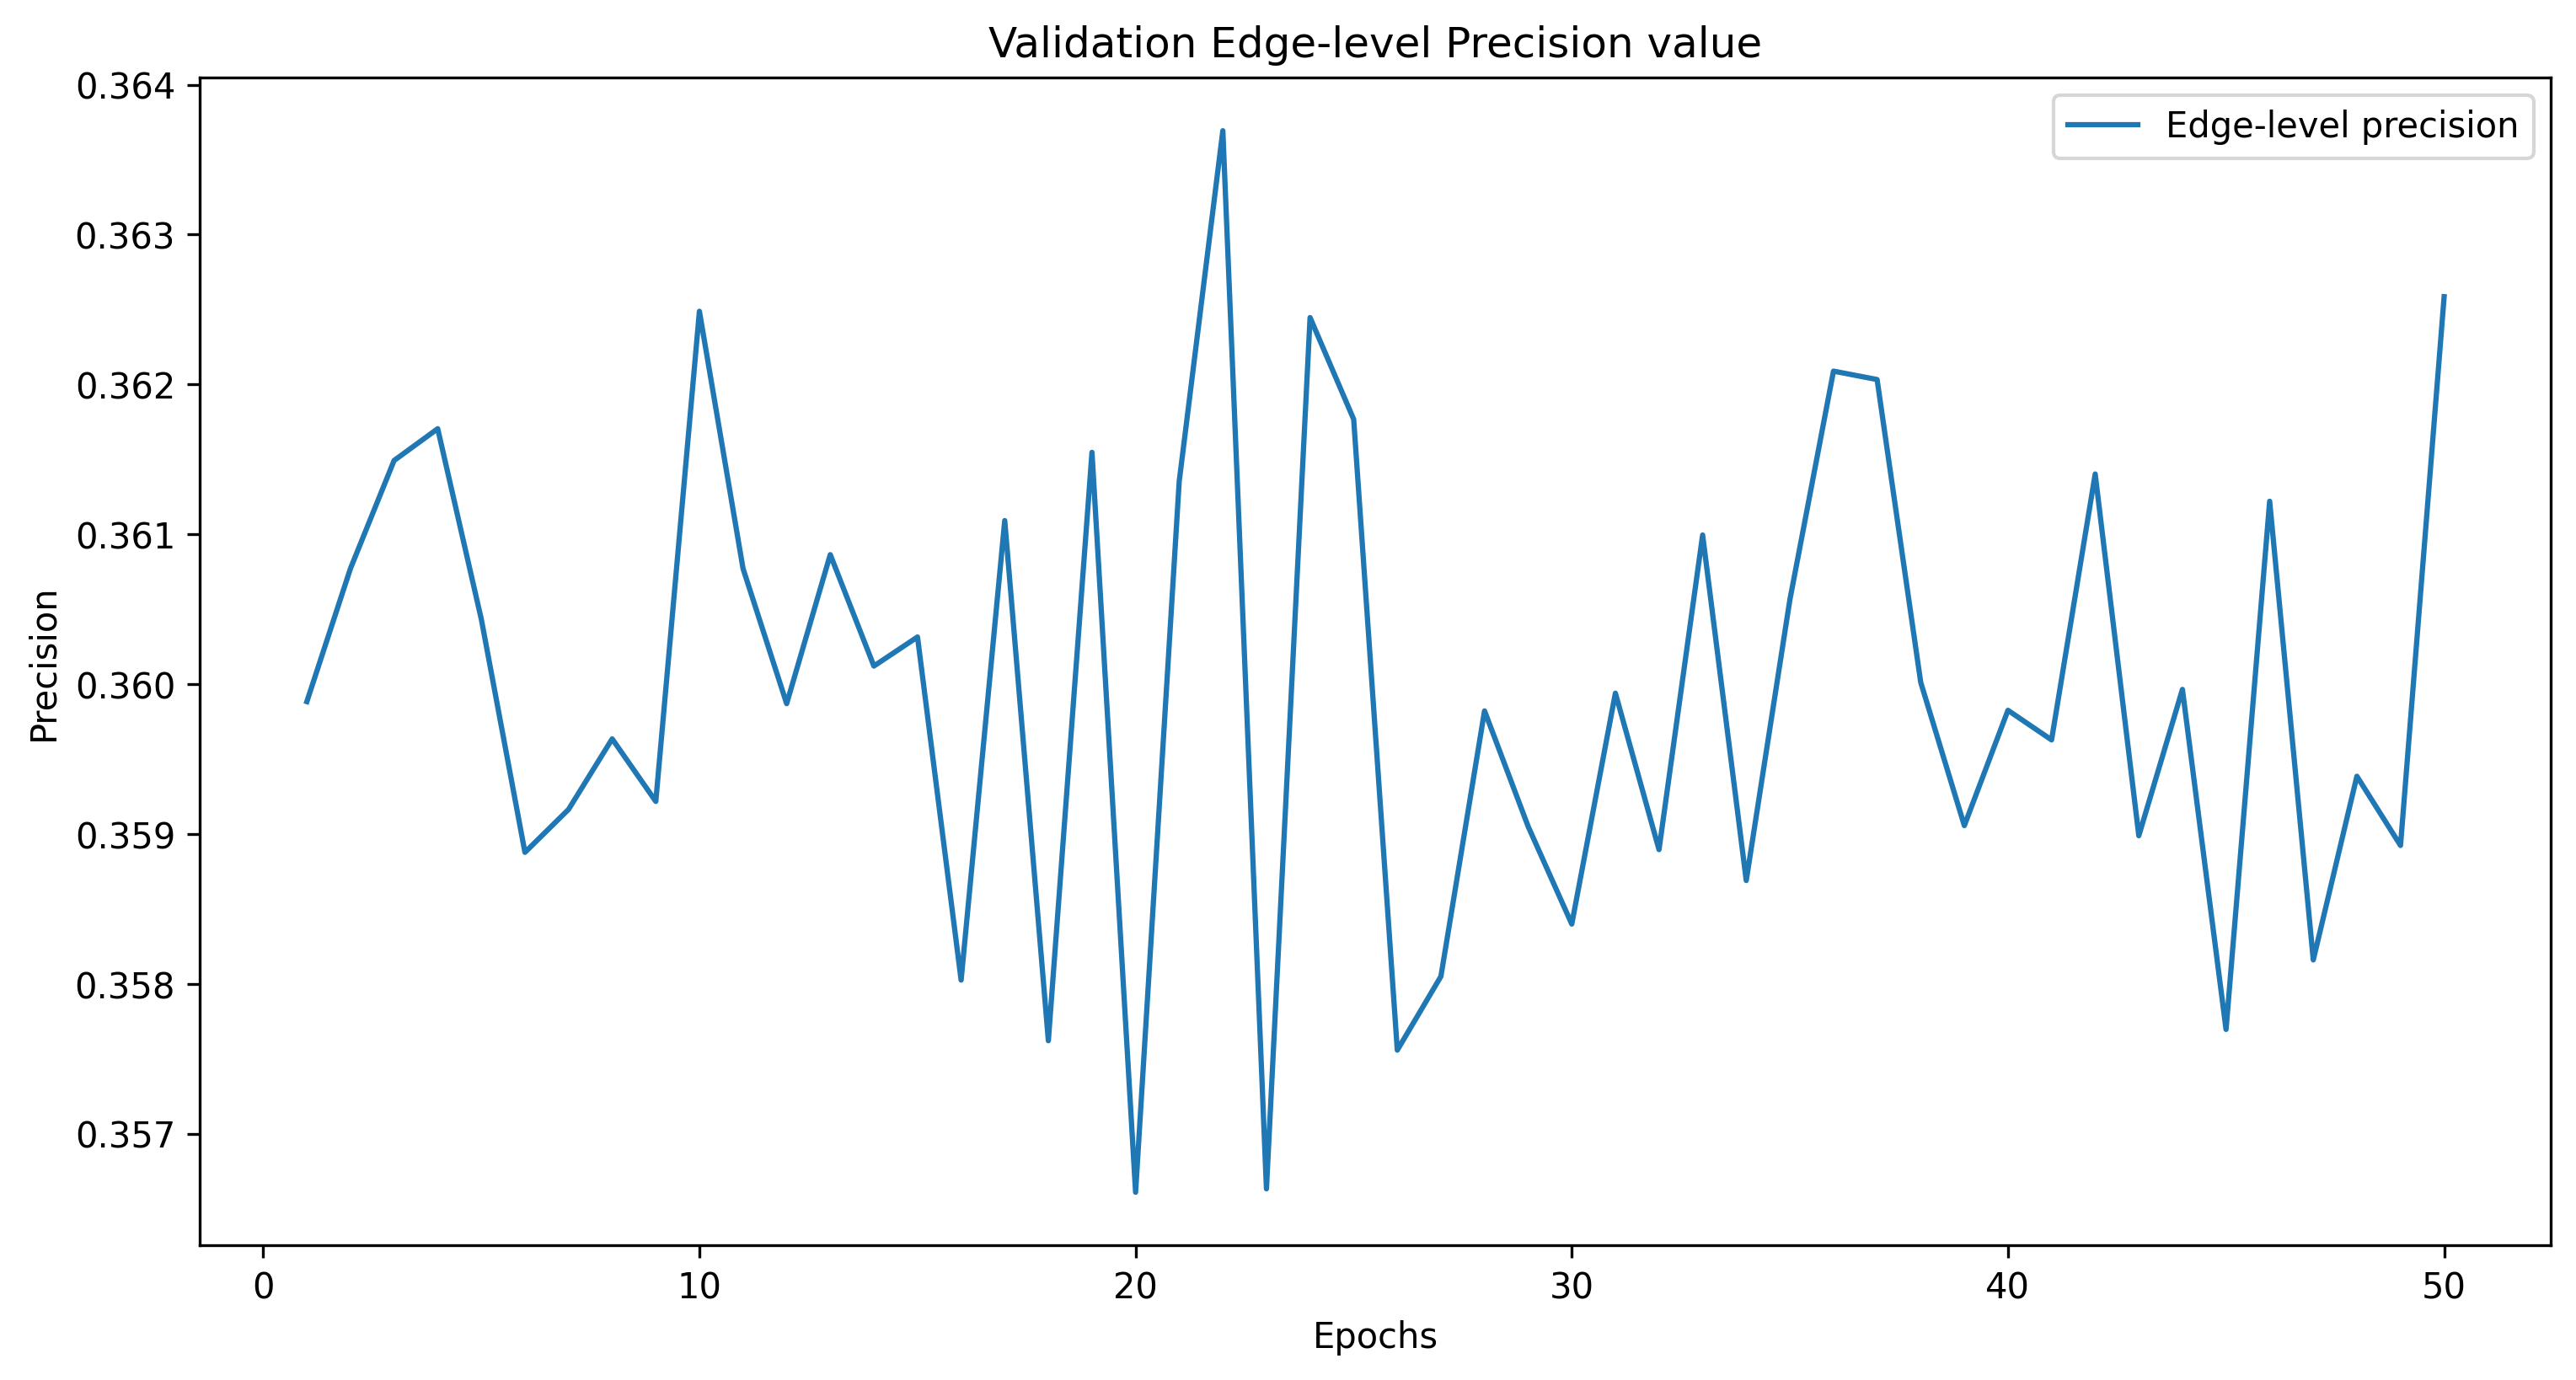 Validation Edge-level Precision value
Edge-level precision
0.364
0.363
0.362
0.361
0.360
0.359
0.358
0.357
Precision
0 10 20 30 40 50
Epochs